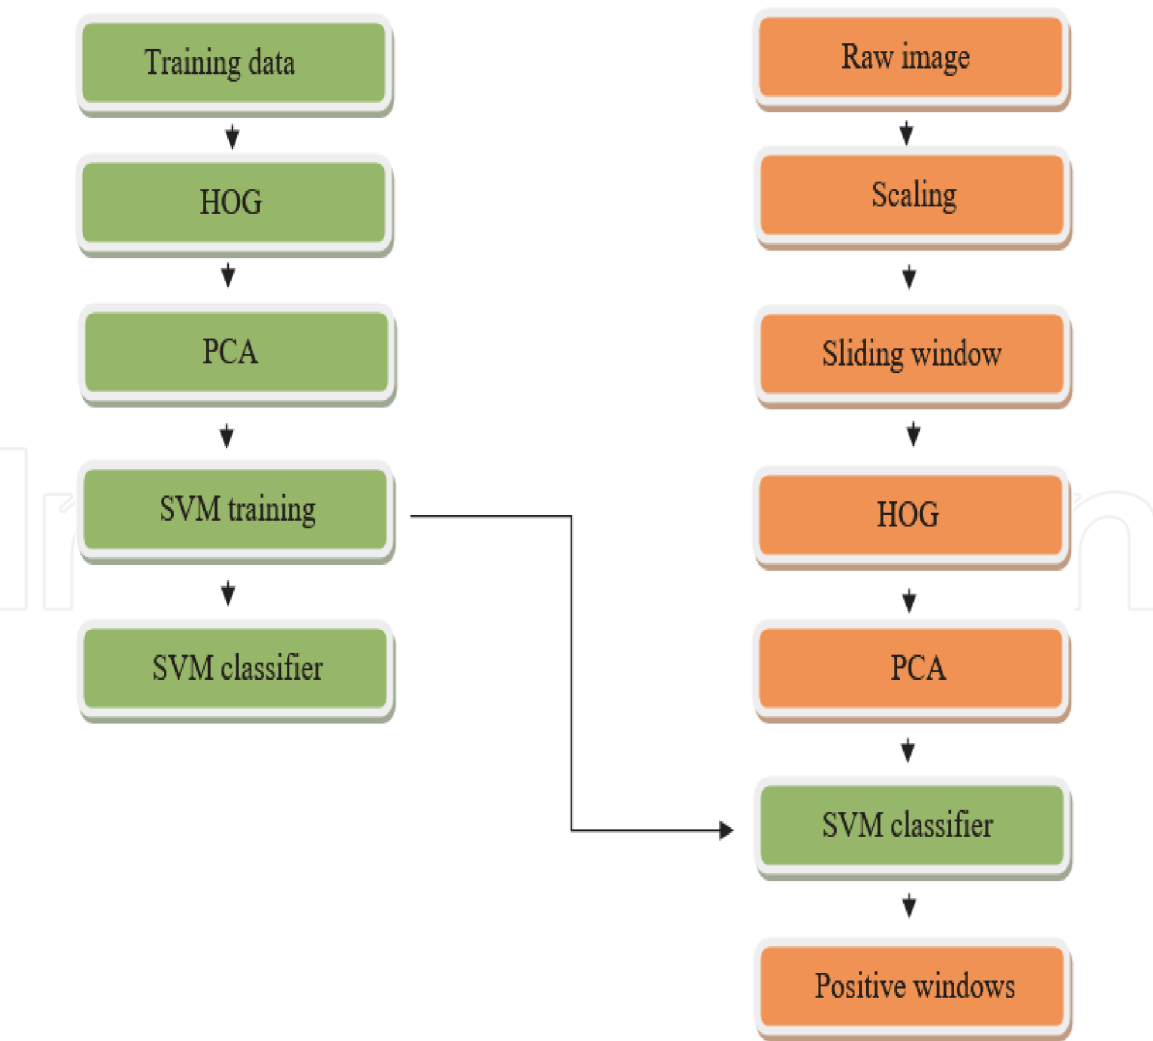 Training data
HOG
PCA
SVM training
SVM classifier
Raw image
Scaling
Sliding window
HOG
PCA
SVM classifier
Positive windows